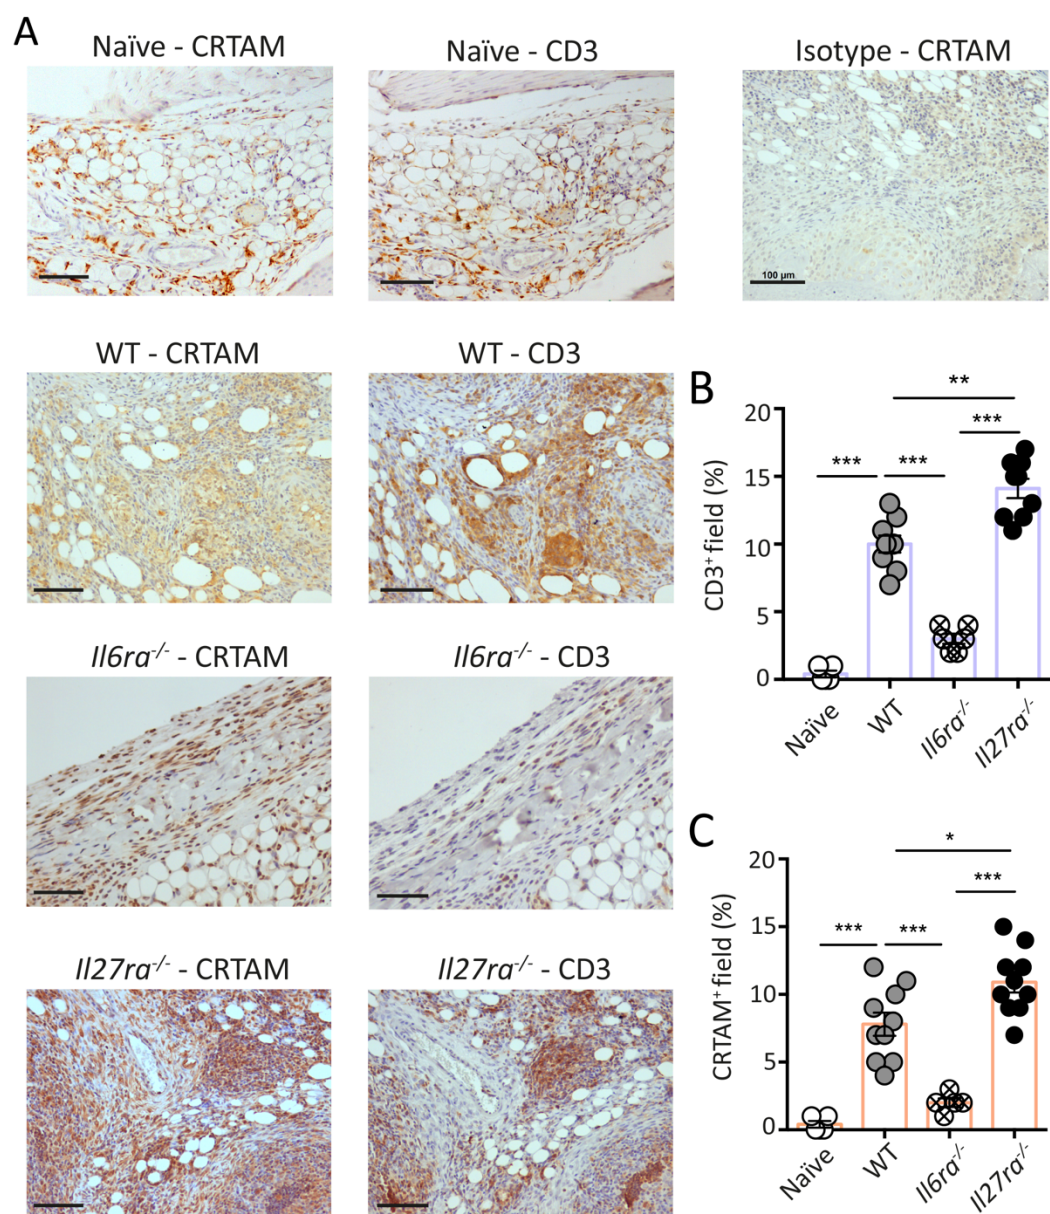 A
Naïve - CRTAM
Naïve - CD3
Isotype - CRTAM
100 µm
WT - CRTAM
WT - CD3
Il6ra-/- - CRTAM
Il6ra-/- - CD3
Il27ra-/- - CRTAM
Il27ra-/- - CD3
B
CD3+ field (%)
20
15
10
5
0
**
***
***
***
Naïve
WT
Il6ra-/-
Il27ra-/-
C
CRTAM+ field (%)
20
15
10
5
0
*
***
***
***
Naïve
WT
Il6ra-/-
Il27ra-/-